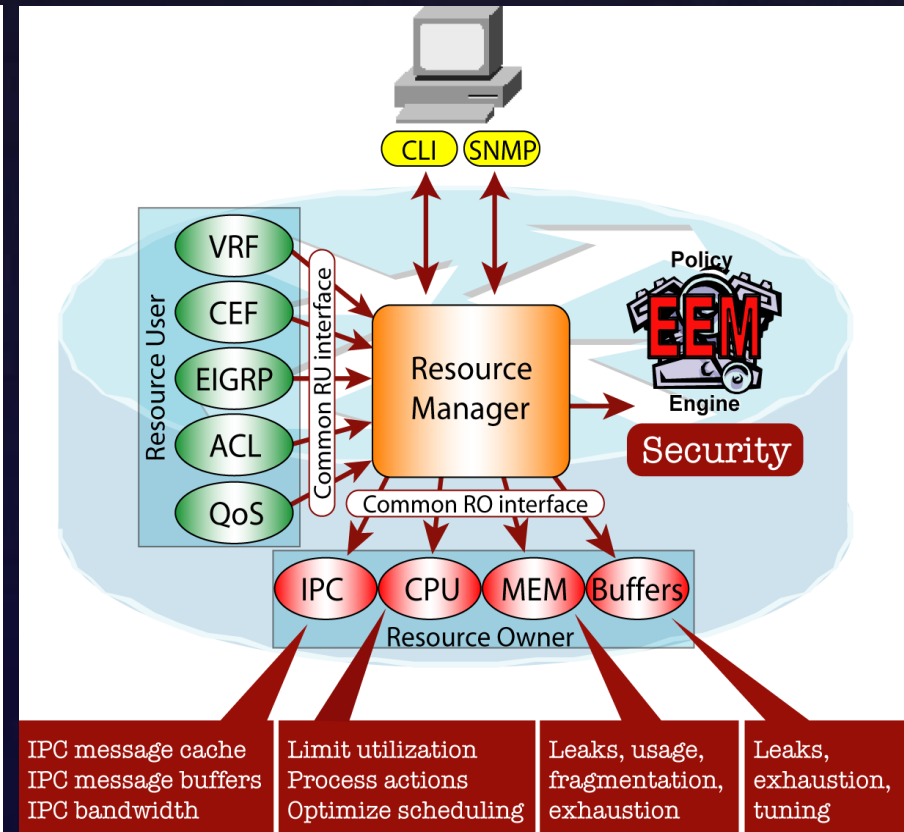 CLI
SNMP
Resource User
VRF
CEF
EIGRP
ACL
QoS
Common RU interface
Resource
Manager
Policy
EEM
Engine
Security
Common RO interface
IPC
CPU
MEM
Buffers
Resource Owner
IPC message cache
IPC message buffers
IPC bandwidth
Limit utilization
Process actions
Optimize scheduling
Leaks, usage,
fragmentation,
exhaustion
Leaks,
exhaustion,
tuning